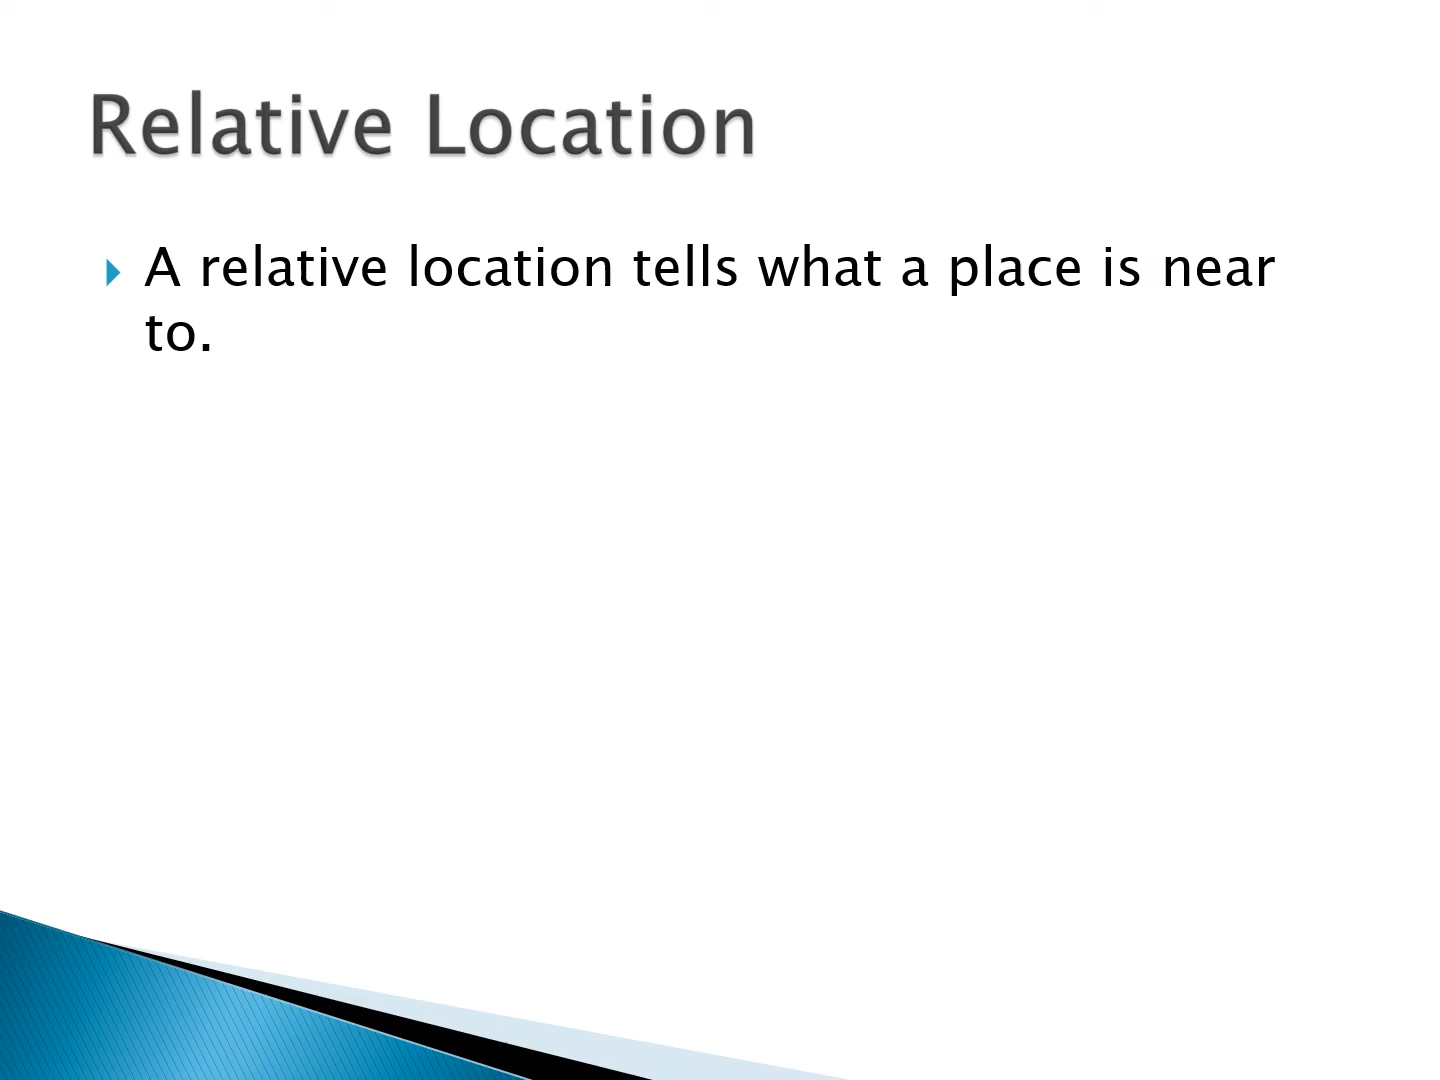 Relative Location
A relative location tells what a place is near
to.